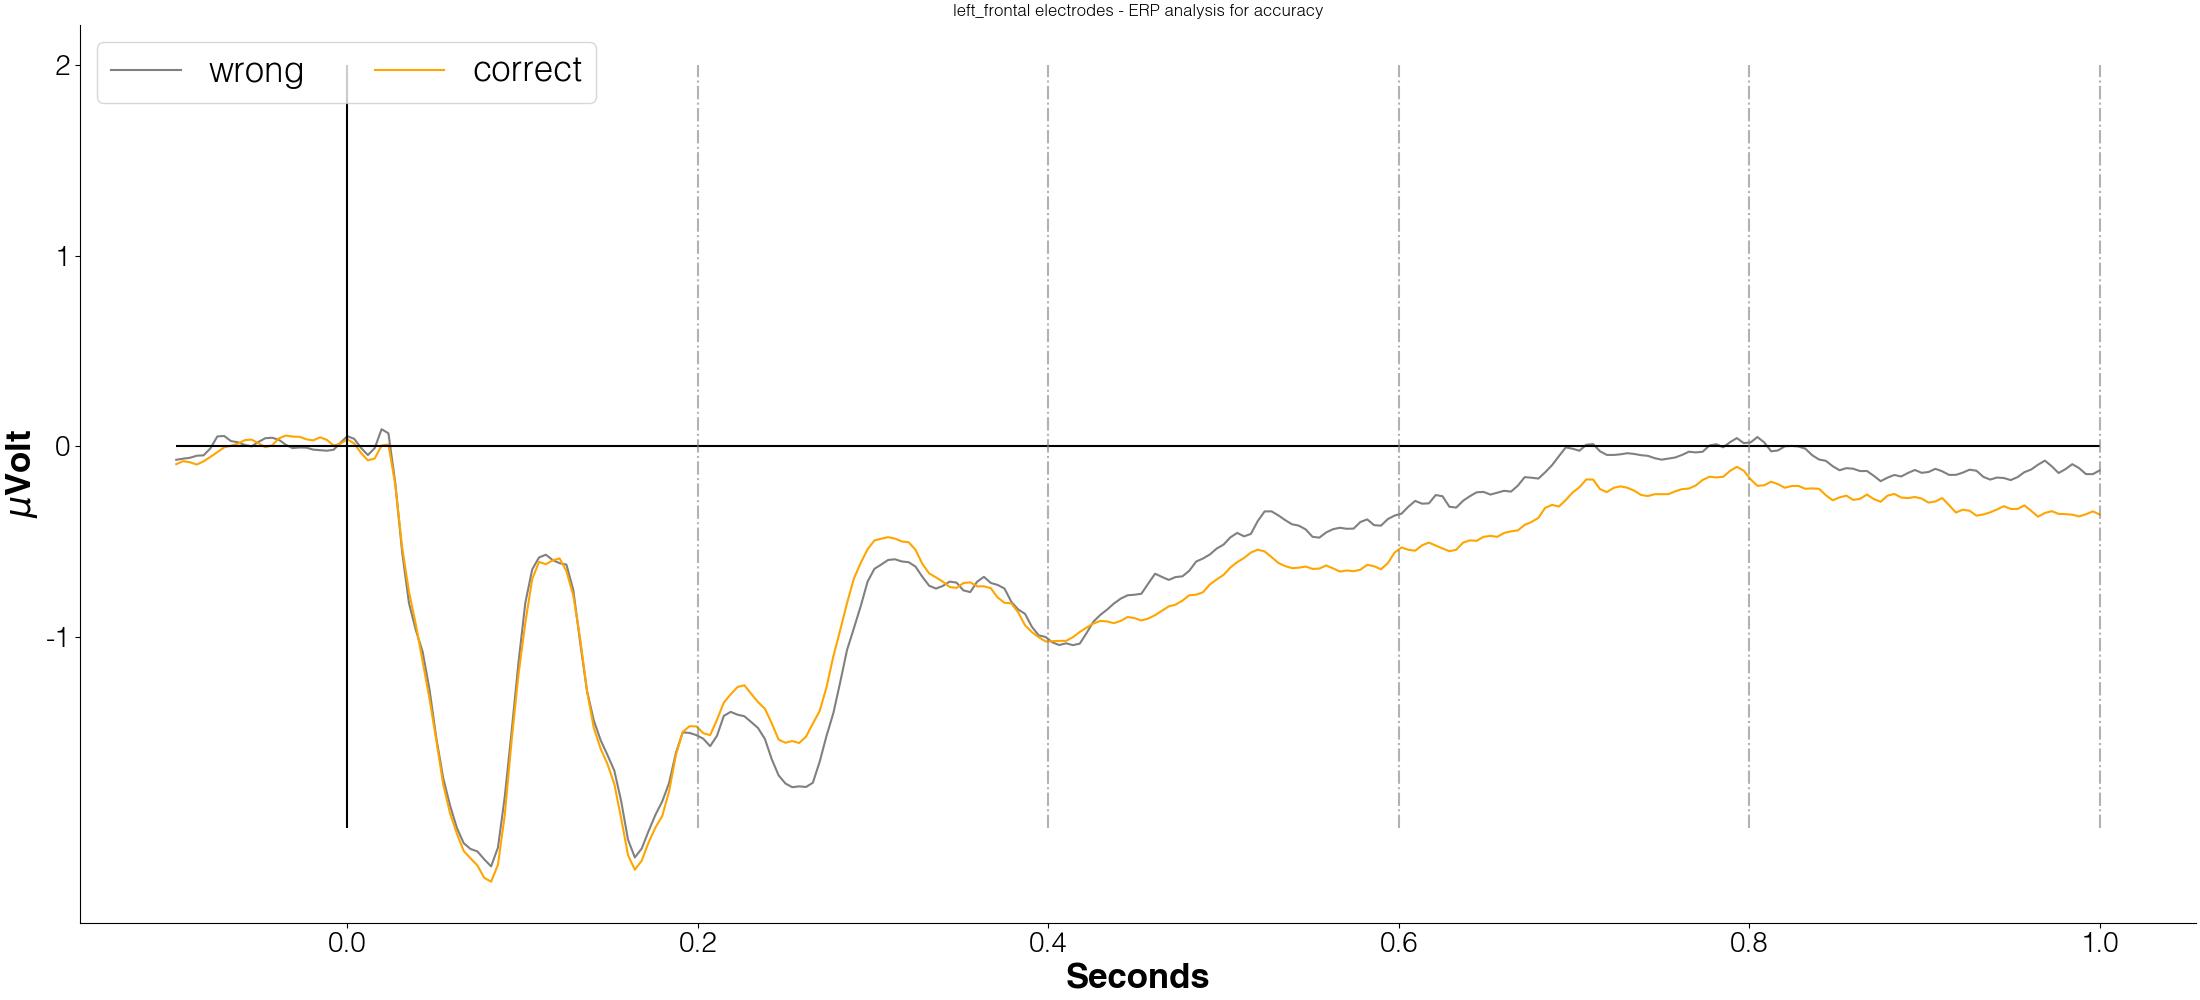 left_frontal electrodes - ERP analysis for accuracy
wrong correct
2
1
0
-1
µVolt
0.0 0.2 0.4 0.6 0.8 1.0
Seconds